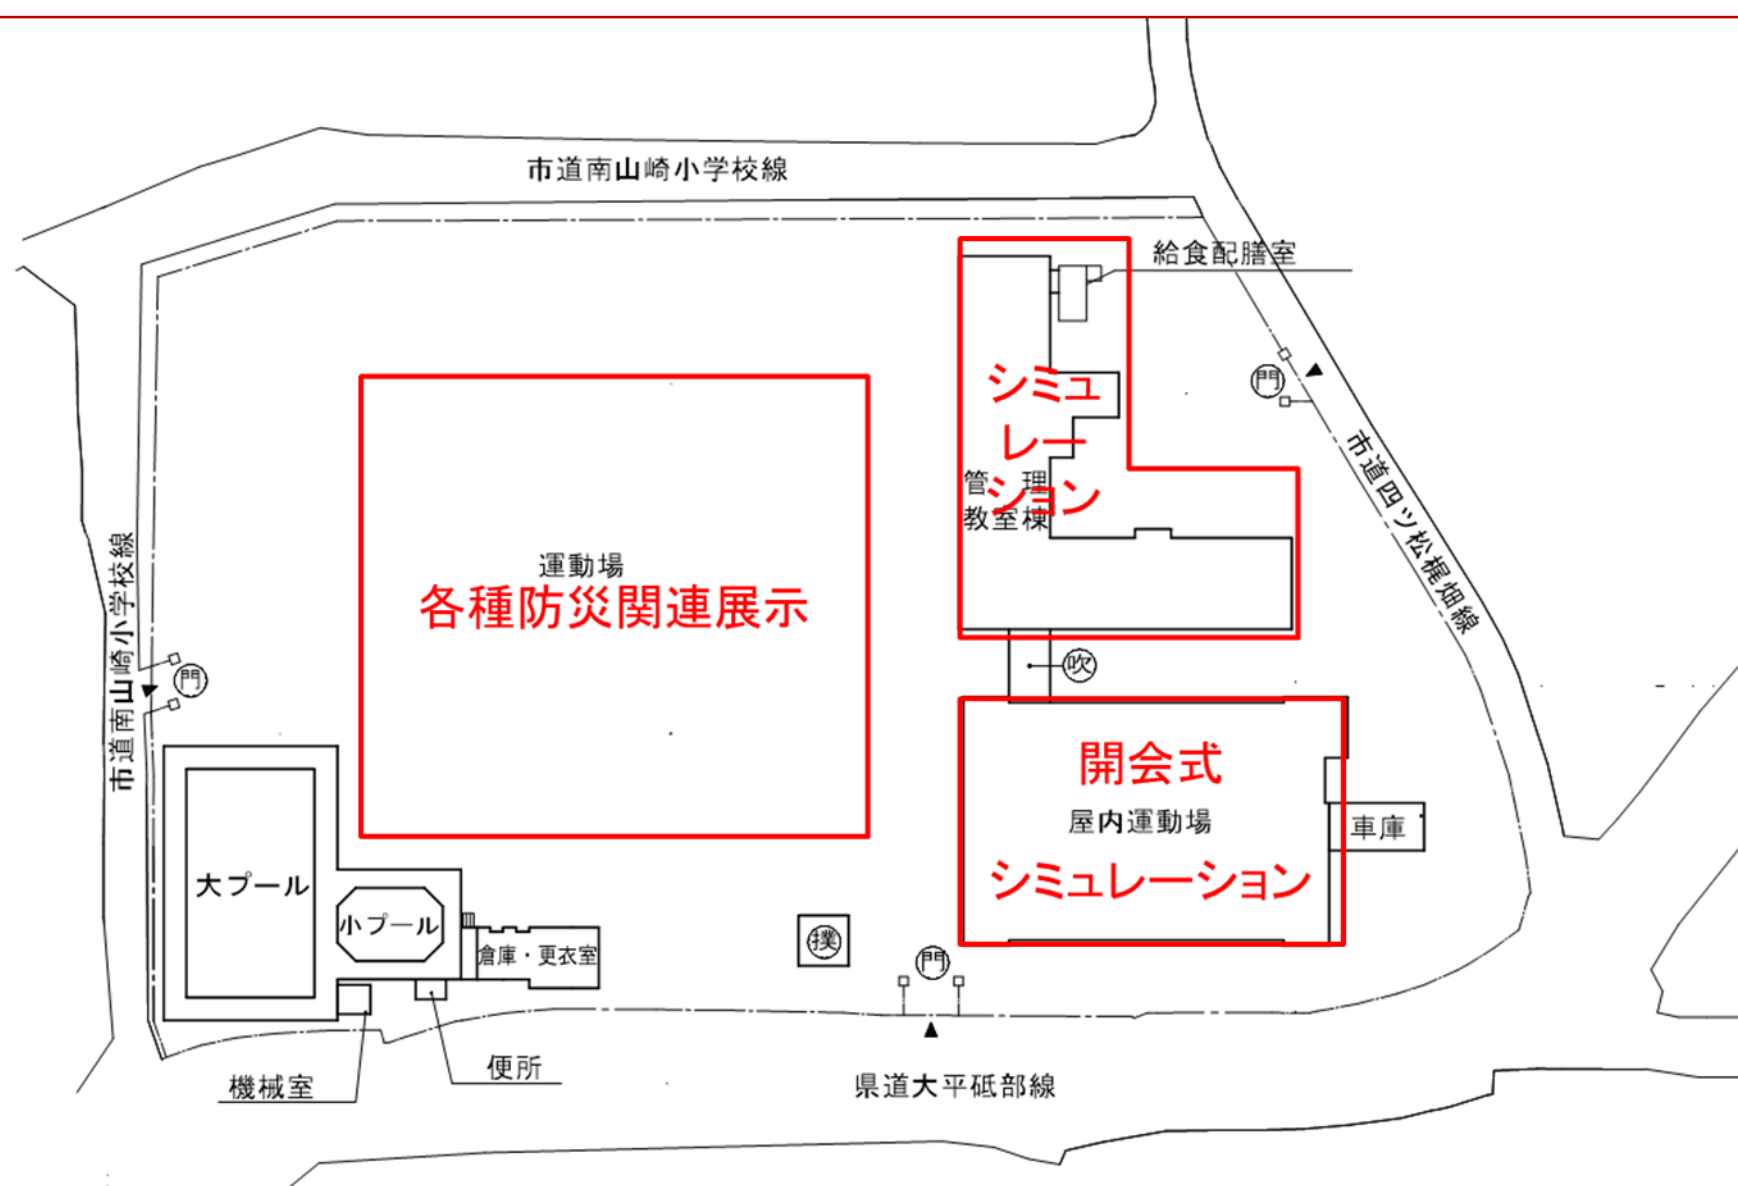 市道南山崎小学校線
給食配膳室
シミュ
レー
ション
管理
教室棟
門
市道四ツ松梶畑線
運動場
各種防災関連展示
市道南山崎小学校線
門
吹
開会式
屋内運動場
シミュレーション
車庫
大プール
小プール
倉庫・更衣室
撲
門
便所
機械室
県道大平砥部線